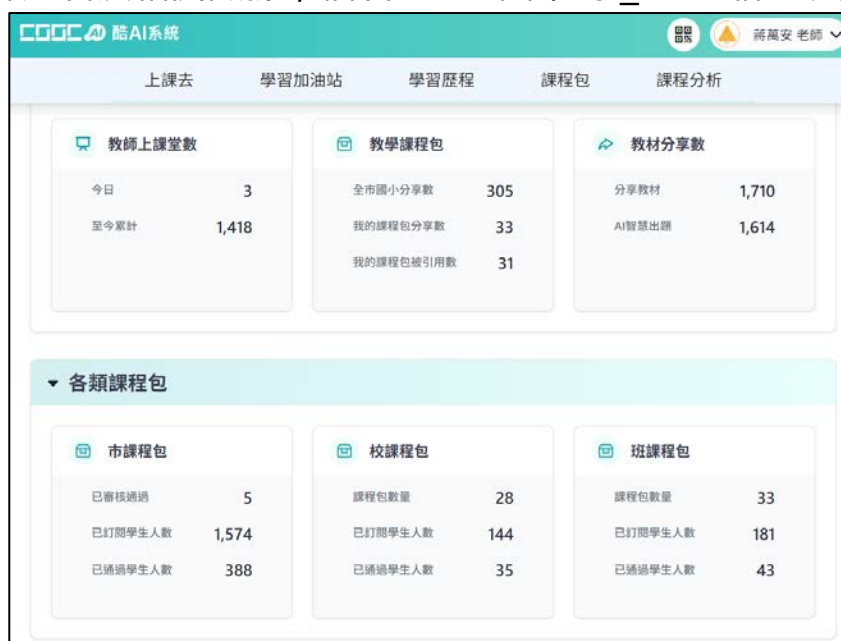 COOC AI 酷AI系統
蔣萬安 老師
上課去 學習加油站 學習歷程 課程包 課程分析
教師上課堂數
今日 3
至今累計 1,418
教學課程包
全市國小分享數 305
我的課程包分享數 33
我的課程包被引用數 31
教材分享數
分享教材 1,710
AI智慧出題 1,614
各類課程包
市課程包
已審核通過 5
已訂閱學生人數 1,574
已通過學生人數 388
校課程包
課程包數量 28
已訂閱學生人數 144
已通過學生人數 35
班課程包
課程包數量 33
已訂閱學生人數 181
已通過學生人數 43